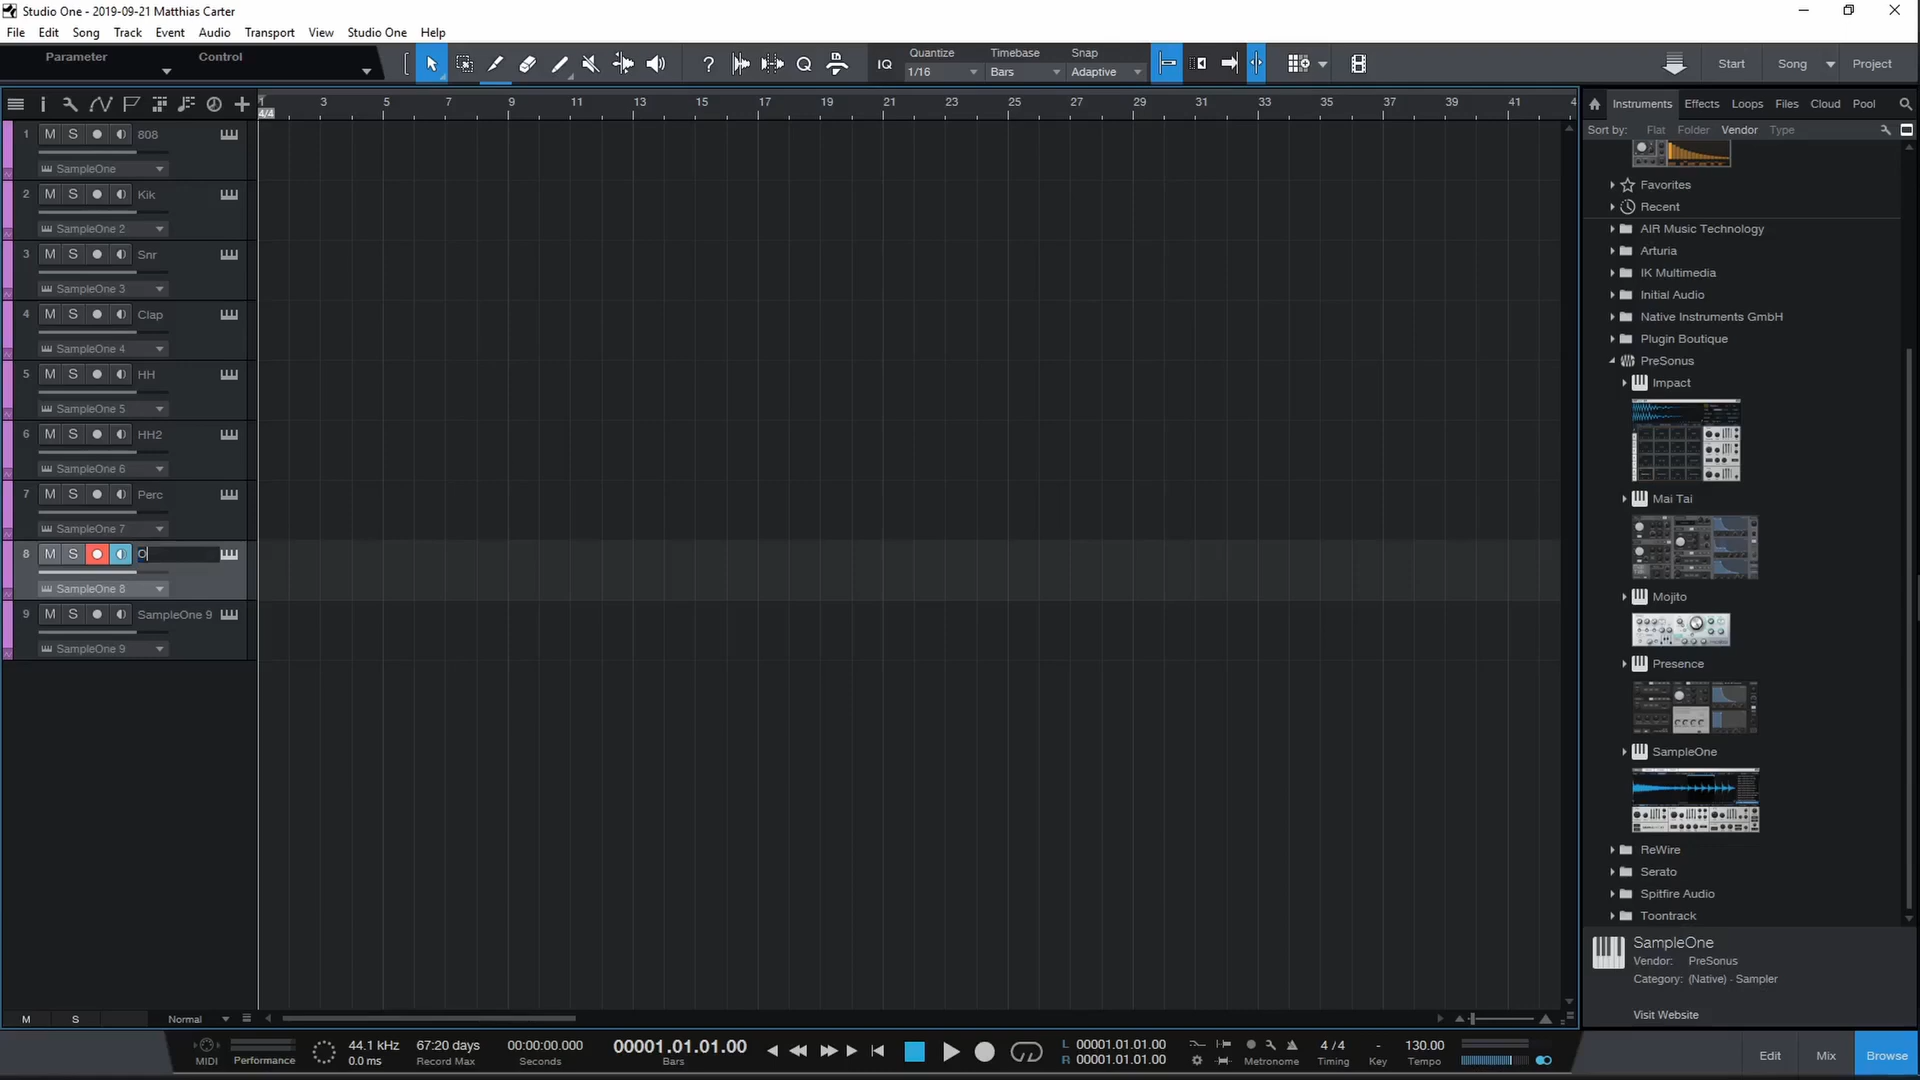 Studio One - 2019-09-21 Matthias Carter
File Edit Song Track Event Audio Transport View Studio One Help
Parameter Control
IQ Quantize 1/16 Timebase Bars Snap Adaptive
Start Song Project
1 3 5 7 9 11 13 15 17 19 21 23 25 27 29 31 33 35 37 39 41
4/4
1 M S 808
SampleOne
2 M S Kik
SampleOne 2
3 M S Snr
SampleOne 3
4 M S Clap
SampleOne 4
5 M S HH
SampleOne 5
6 M S HH2
SampleOne 6
7 M S Perc
SampleOne 7
8 M S O
SampleOne 8
9 M S SampleOne 9
SampleOne 9
Instruments Effects Loops Files Cloud Pool
Sort by: Flat Folder Vendor Type
Favorites
Recent
AIR Music Technology
Arturia
IK Multimedia
Initial Audio
Native Instruments GmbH
Plugin Boutique
PreSonus
Impact
Mai Tai
Mojito
Presence
SampleOne
ReWire
Serato
Spitfire Audio
Toontrack
SampleOne
Vendor: PreSonus
Category: (Native) - Sampler
Visit Website
M S Normal
MIDI Performance
44.1 kHz
0.0 ms
67:20 days
Record Max
00:00:00.000
Seconds
00001.01.01.00
Bars
L 00001.01.01.00
R 00001.01.01.00
Metronome
4 / 4
Timing
-
Key
130.00
Tempo
Edit Mix Browse